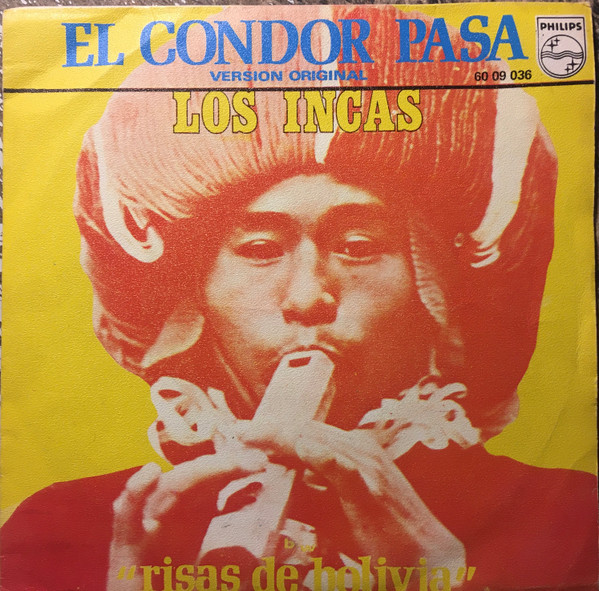 EL CONDOR PASA
PHILIPS
VERSION ORIGINAL
60 09 036
LOS INCAS
"risas de bolivia"